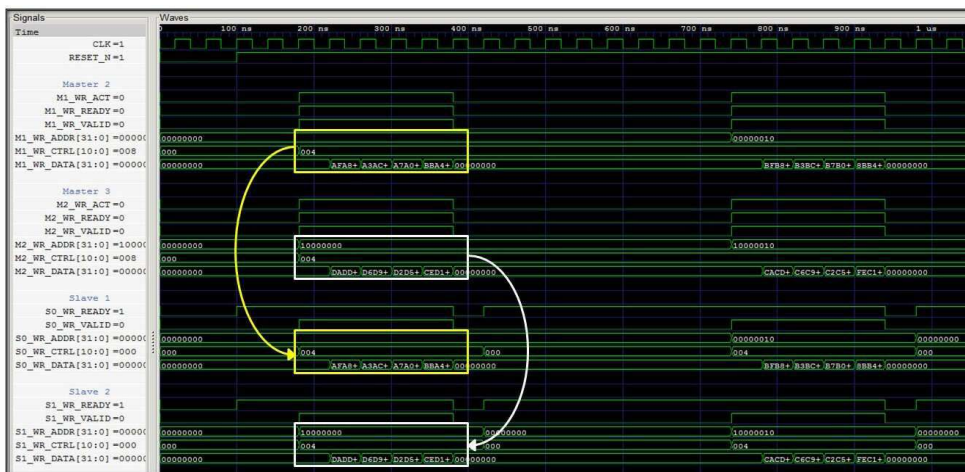 Signals
Waves
Time
0 100 ns 200 ns 300 ns 400 ns 500 ns 600 ns 700 ns 800 ns 900 ns 1 us
CLK =1
RESET_N =1
Master 2
M1_WR_ACT =0
M1_WR_READY =0
M1_WR_VALID =0
M1_WR_ADDR[31:0] =00000 00000000 00000010
M1_WR_CTRL[10:0] =008 000 004
M1_WR_DATA[31:0] =00000 00000000 AFA8+ A3AC+ A7A0+ BBA4+ 00000000 BFB8+ B3BC+ B7B0+ 8BB4+ 00000000
Master 3
M2_WR_ACT =0
M2_WR_READY =0
M2_WR_VALID =0
M2_WR_ADDR[31:0] =10000 00000000 10000000 10000010
M2_WR_CTRL[10:0] =008 000 004
M2_WR_DATA[31:0] =00000 00000000 DADD+ D6D9+ D2D5+ CED1+ 00000000 CACD+ C6C9+ C2C5+ FEC1+ 00000000
Slave 1
S0_WR_READY =1
S0_WR_VALID =0
S0_WR_ADDR[31:0] =00000 00000000 00000010 00000000
S0_WR_CTRL[10:0] =000 000 004 000 004 000
S0_WR_DATA[31:0] =00000 00000000 AFA8+ A3AC+ A7A0+ BBA4+ 00000000 BFB8+ B3BC+ B7B0+ 8BB4+ 00000000
Slave 2
S1_WR_READY =1
S1_WR_VALID =0
S1_WR_ADDR[31:0] =00000 00000000 10000000 00000000 10000010 00000000
S1_WR_CTRL[10:0] =000 000 004 000 004 000
S1_WR_DATA[31:0] =00000 00000000 DADD+ D6D9+ D2D5+ CED1+ 00000000 CACD+ C6C9+ C2C5+ FEC1+ 00000000